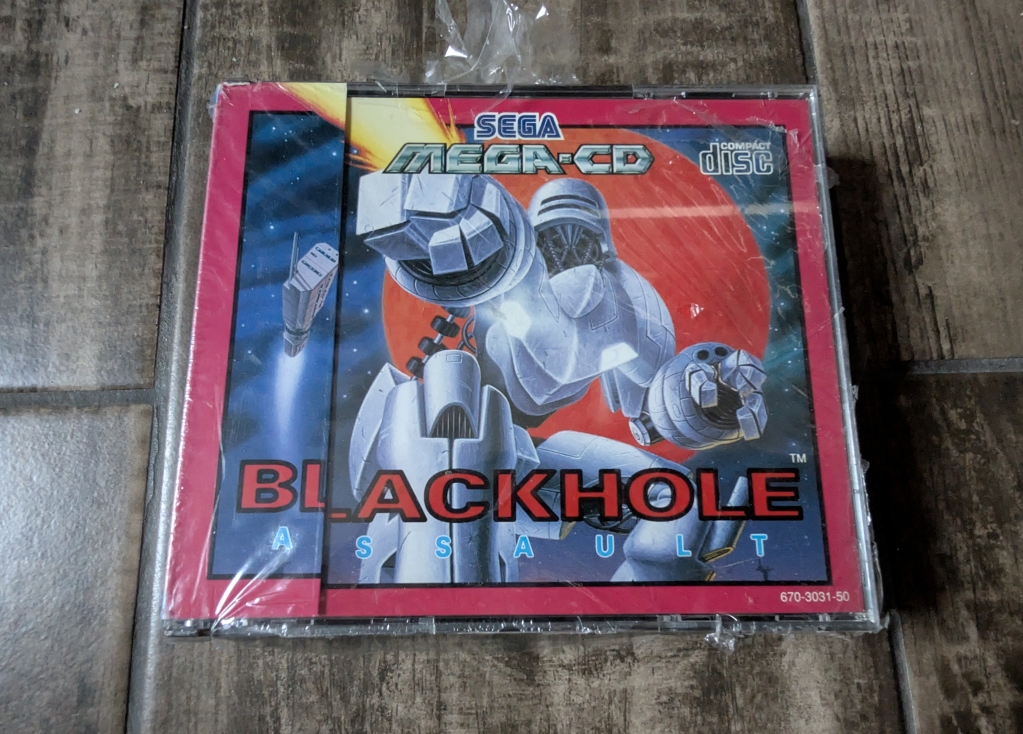 SEGA
MEGA-CD
COMPACT
disc
BLACKHOLE
TM
ASSAULT
670-3031-50